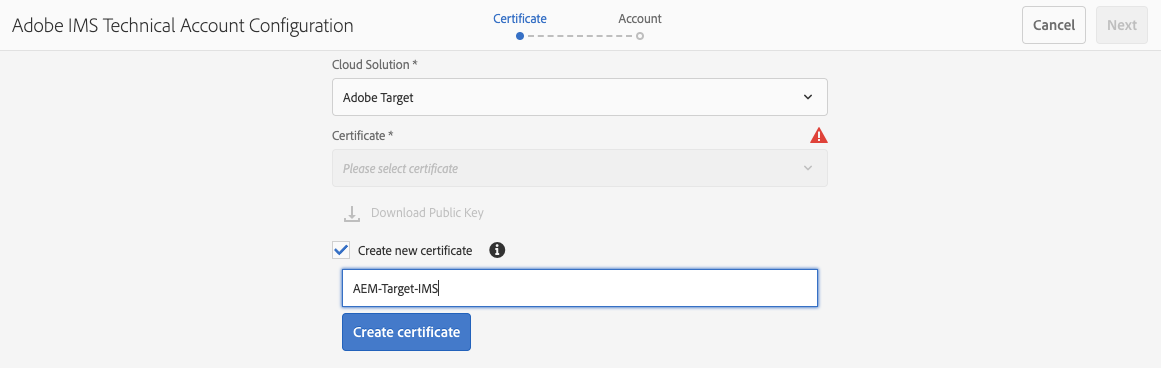 Adobe IMS Technical Account Configuration
Certificate
Account
Cancel
Next
Cloud Solution *
Adobe Target
Certificate *
Please select certificate
Download Public Key
Create new certificate
AEM-Target-IMS
Create certificate